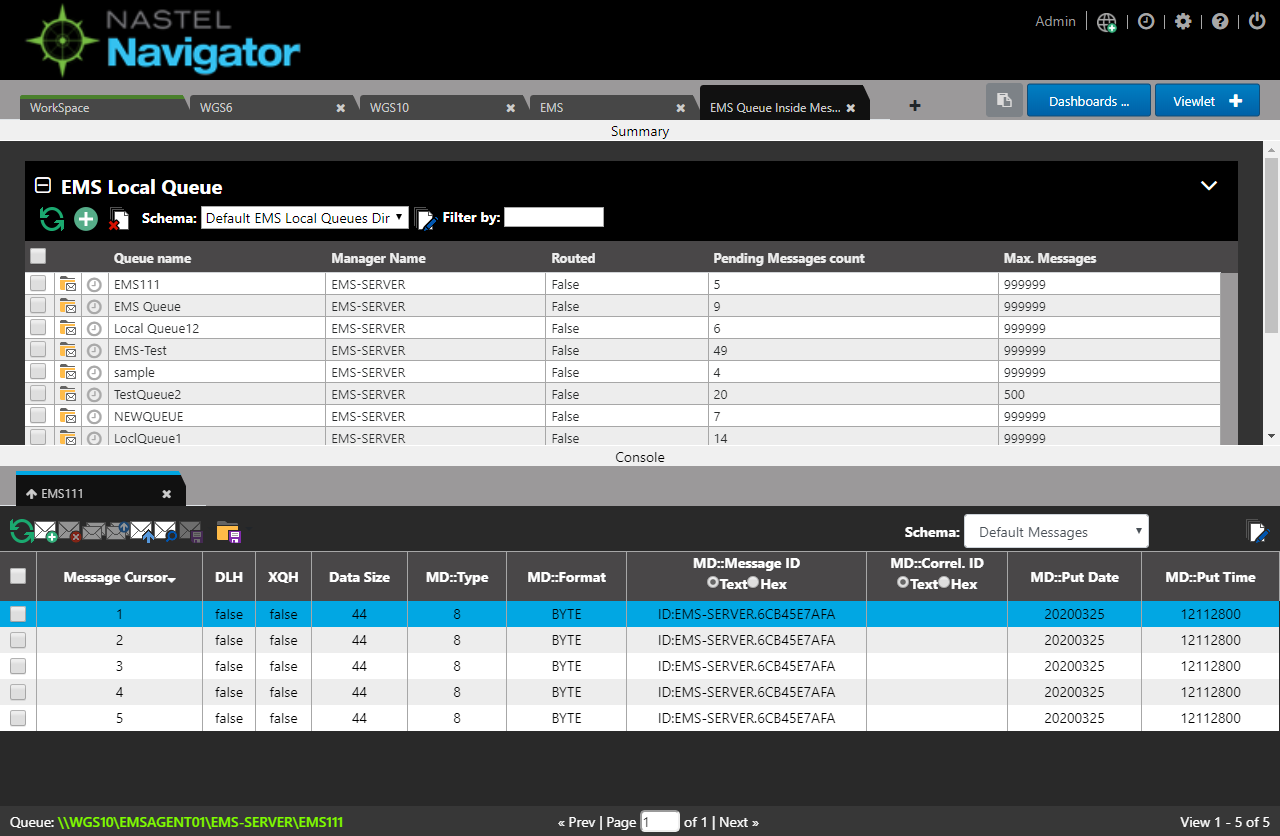 NASTEL
Navigator
Admin
WorkSpace WGS6 WGS10 EMS EMS Queue Inside Mes... Dashboards ... Viewlet
Summary
EMS Local Queue
Schema: Default EMS Local Queues Dir Filter by:
Queue name Manager Name Routed Pending Messages count Max. Messages
EMS111 EMS-SERVER False 5 999999
EMS Queue EMS-SERVER False 9 999999
Local Queue12 EMS-SERVER False 6 999999
EMS-Test EMS-SERVER False 49 999999
sample EMS-SERVER False 4 999999
TestQueue2 EMS-SERVER False 20 500
NEWQUEUE EMS-SERVER False 7 999999
LoclQueue1 EMS-SERVER False 14 999999
Console
EMS111
Schema: Default Messages
Message Cursor DLH XQH Data Size MD::Type MD::Format MD::Message ID Text Hex MD::Correl. ID Text Hex MD::Put Date MD::Put Time
1 false false 44 8 BYTE ID:EMS-SERVER.6CB45E7AFA 20200325 12112800
2 false false 44 8 BYTE ID:EMS-SERVER.6CB45E7AFA 20200325 12112800
3 false false 44 8 BYTE ID:EMS-SERVER.6CB45E7AFA 20200325 12112800
4 false false 44 8 BYTE ID:EMS-SERVER.6CB45E7AFA 20200325 12112800
5 false false 44 8 BYTE ID:EMS-SERVER.6CB45E7AFA 20200325 12112800
Queue: \\WGS10\EMSAGENT01\EMS-SERVER\EMS111 « Prev | Page 1 of 1 | Next » View 1 - 5 of 5